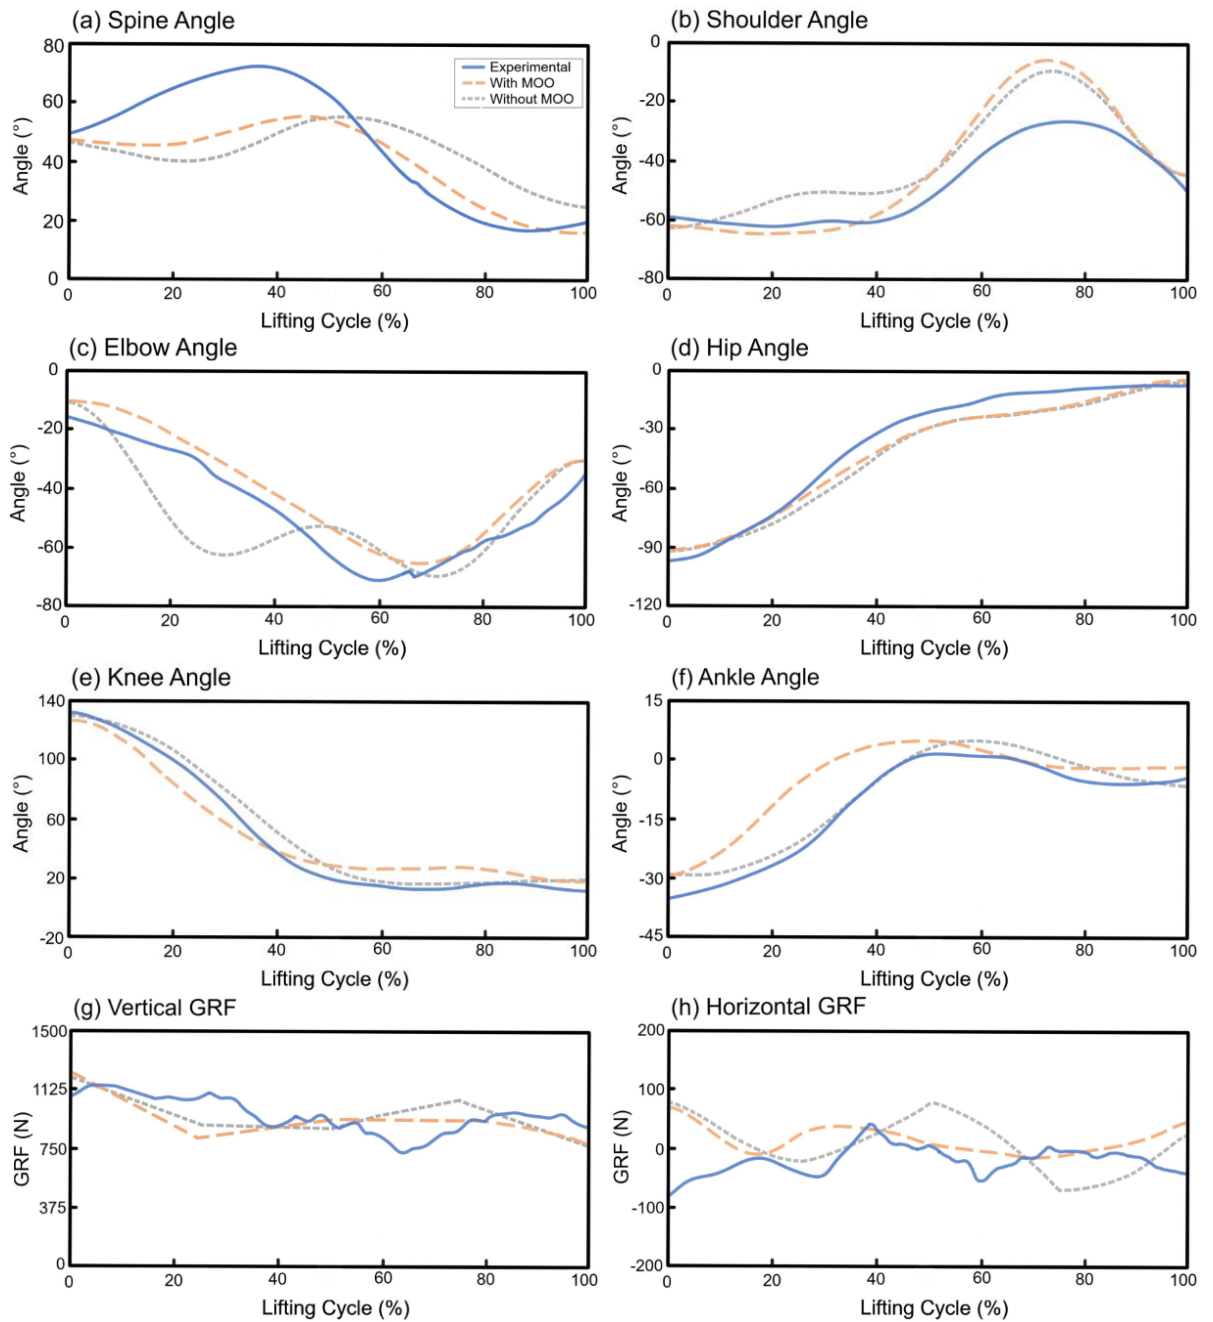 (a) Spine Angle
80
60
40
20
0
Angle (°)
Experimental
With MOO
Without MOO
0 20 40 60 80 100
Lifting Cycle (%)
(b) Shoulder Angle
0
-20
-40
-60
-80
Angle (°)
0 20 40 60 80 100
Lifting Cycle (%)
(c) Elbow Angle
0
-20
-40
-60
-80
Angle (°)
0 20 40 60 80 100
Lifting Cycle (%)
(d) Hip Angle
0
-30
-60
-90
-120
Angle (°)
0 20 40 60 80 100
Lifting Cycle (%)
(e) Knee Angle
140
100
60
20
-20
Angle (°)
0 20 40 60 80 100
Lifting Cycle (%)
(f) Ankle Angle
15
0
-15
-30
-45
Angle (°)
0 20 40 60 80 100
Lifting Cycle (%)
(g) Vertical GRF
1500
1125
750
375
0
GRF (N)
0 20 40 60 80 100
Lifting Cycle (%)
(h) Horizontal GRF
200
100
0
-100
-200
GRF (N)
0 20 40 60 80 100
Lifting Cycle (%)